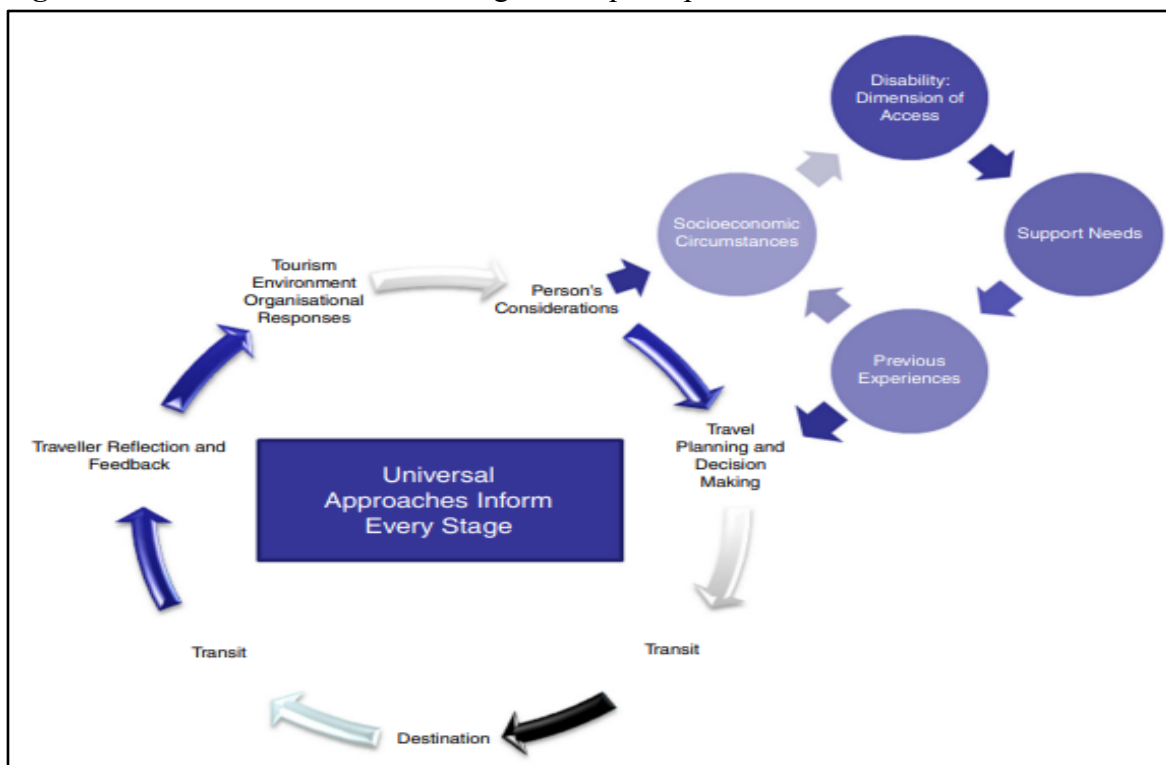 Disability:
Dimension of
Access
Socioeconomic
Circumstances
Support Needs
Tourism
Environment
Organisational
Responses
Person's
Considerations
Previous
Experiences
Traveller Reflection and
Feedback
Travel
Planning and
Decision
Making
Universal
Approaches Inform
Every Stage
Transit
Transit
Destination